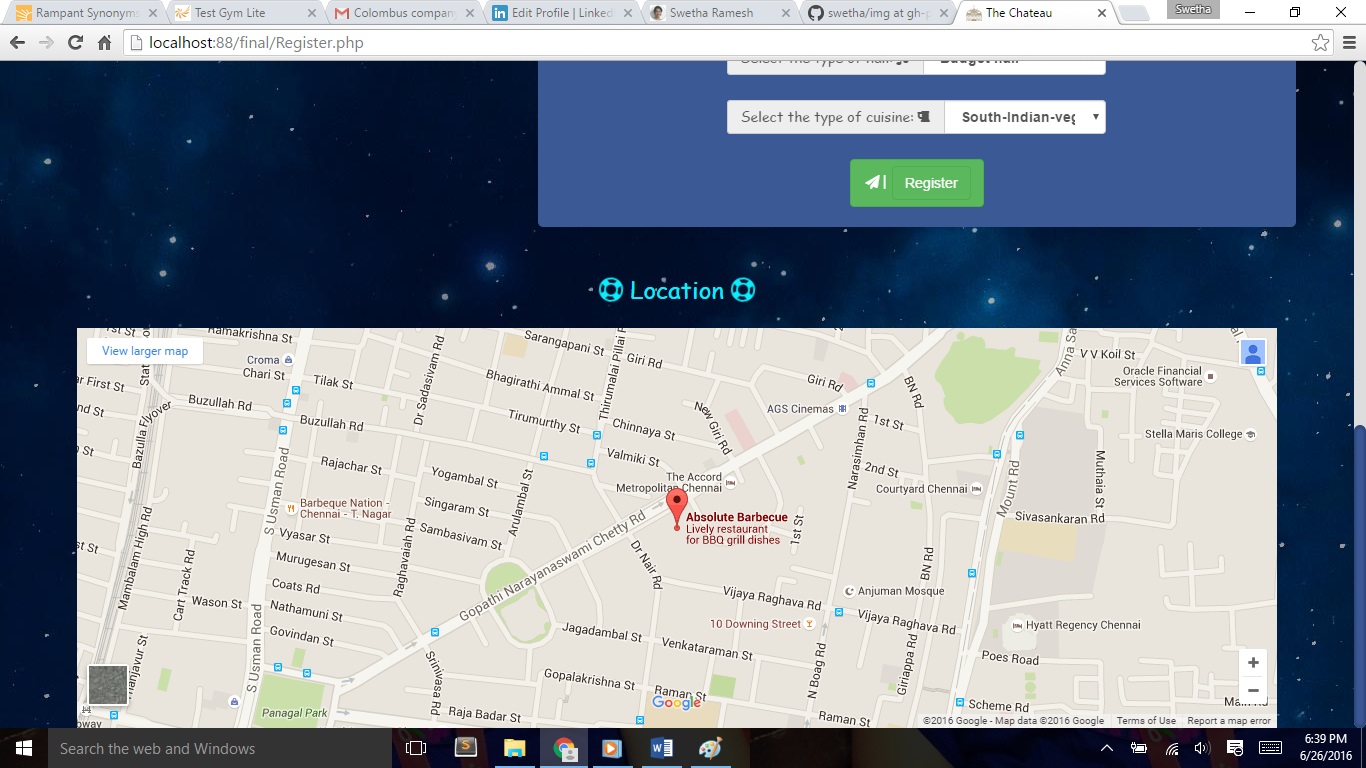 Rampant Synonyms
Test Gym Lite
Colombus compan
Edit Profile | Linked
Swetha Ramesh
swetha/img at gh-p
The Chateau
Swetha
localhost:88/final/Register.php
Select the type of hall:
Budget hall
Select the type of cuisine:
South-Indian-veg
Register
Location
View larger map
Ramakrishna St
Croma
Chari St
Tilak St
Buzullah Rd
Buzullah Rd
Bazulla Flyover
Dr Sadasivam Rd
Sarangapani St
Bhagirathi Ammal St
Thirumalai Pillai R
Giri Rd
Giri Rd
Tirumurthy St
Chinnaya St
New Giri Rd
AGS Cinemas
BN Rd
1st St
Anna Sa
V V Koil St
Oracle Financial
Services Software
Stella Maris College
Rajachar St
Yogambal St
Valmiki St
The Accord
Metropolitan Chennai
Narasimhan Rd
2nd St
Courtyard Chennai
Mount Rd
Muthaia St
Sivasankaran Rd
S Usman Road
Barbeque Nation -
Chennai - T. Nagar
Singaram St
Arulambal St
Sambasivam St
Absolute Barbecue
Lively restaurant
for BBQ grill dishes
1st St
Vyasar St
Murugesan St
Raghavaiah Rd
Gopathi Narayanaswami Chetty Rd
Dr Nair Rd
BN Rd
Mambalam High Rd
Cart Track Rd
Coats Rd
Wason St
Nathamuni St
Govindan St
Vijaya Raghava Rd
Vijaya Raghava Rd
Anjuman Mosque
10 Downing Street
Hyatt Regency Chennai
Jagadambal St
Venkataraman St
Poes Road
S Usman Road
Srinivasa Rd
Gopalakrishna St
Raman St
N Boag Rd
Giriappa Rd
Panagal Park
Raja Badar St
Google
Raman St
Scheme Rd
Main Rd
©2016 Google - Map data ©2016 Google
Terms of Use
Report a map error
Search the web and Windows
6:39 PM
6/26/2016